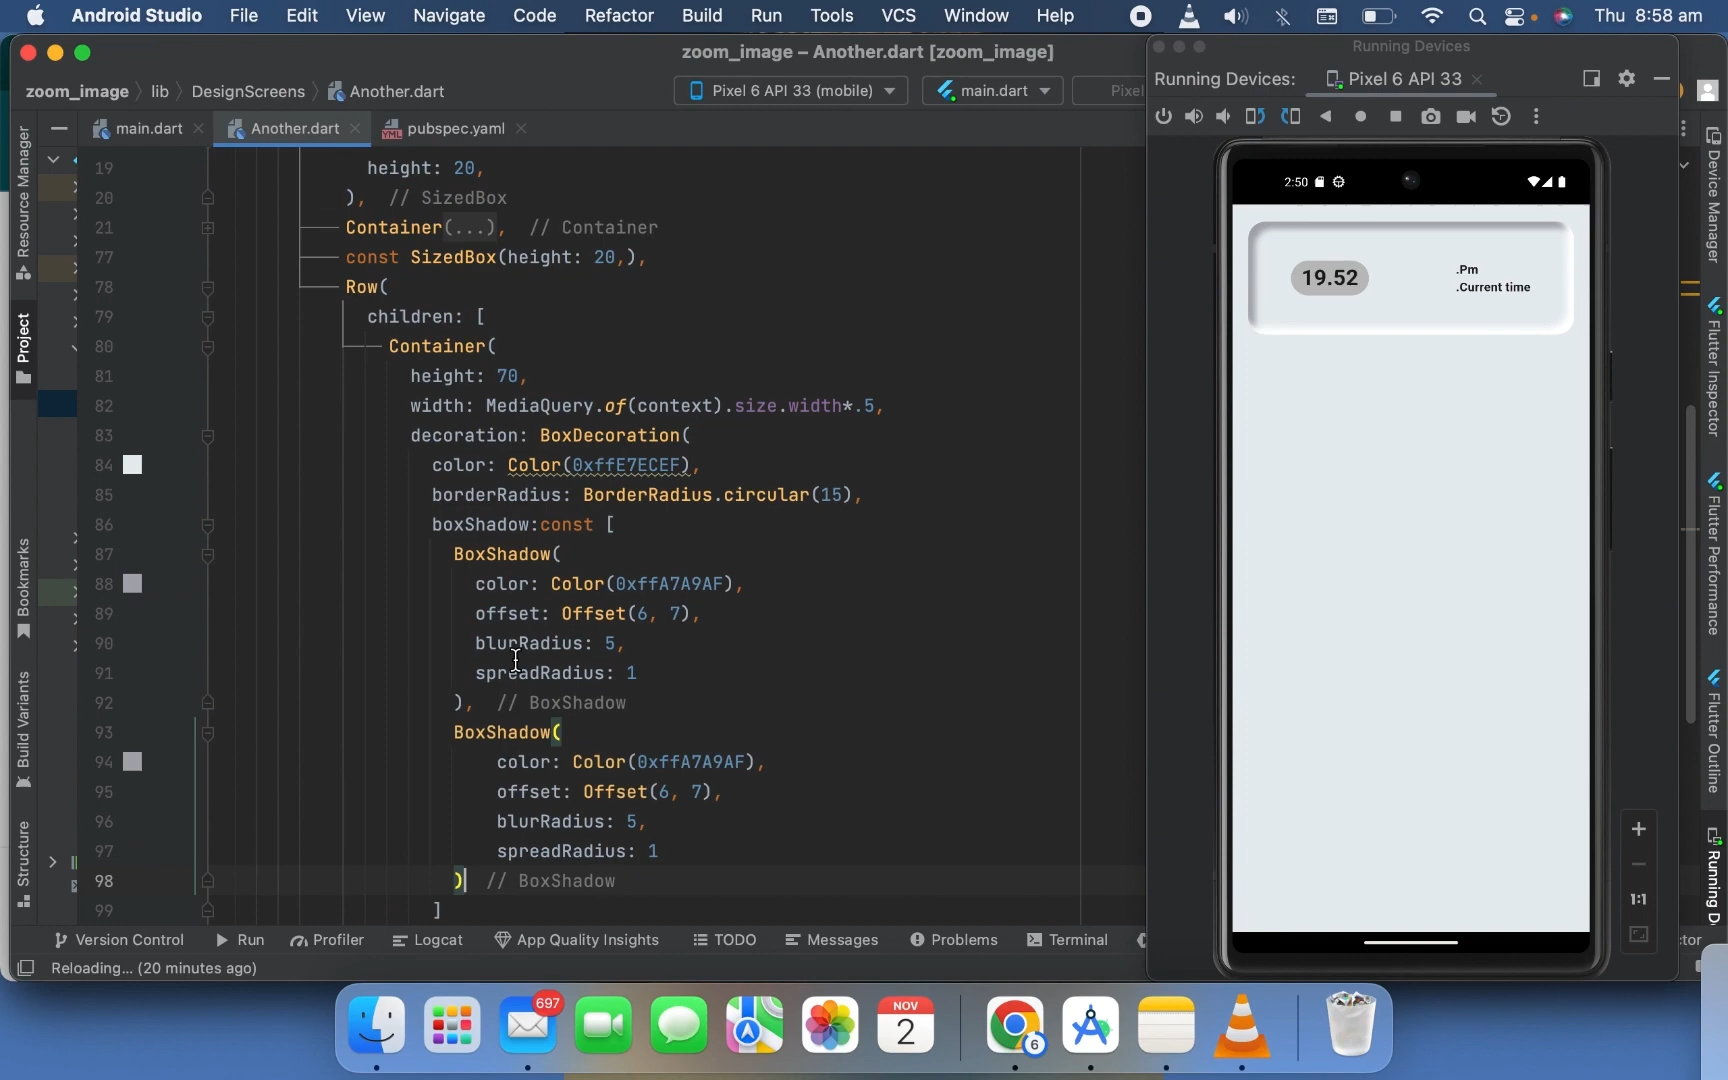 Android Studio File Edit View Navigate Code Refactor Build Run Tools VCS Window Help Thu 8:58 am
zoom_image – Another.dart [zoom_image]
Running Devices
zoom_image lib DesignScreens Another.dart
Pixel 6 API 33 (mobile) main.dart Pixel
Running Devices: Pixel 6 API 33
main.dart Another.dart pubspec.yaml
19 height: 20,
20 ), // SizedBox
21 Container(...), // Container
77 const SizedBox(height: 20,),
78 Row(
79 children: [
80 Container(
81 height: 70,
82 width: MediaQuery.of(context).size.width*.5,
83 decoration: BoxDecoration(
84 color: Color(0xffE7ECEF),
85 borderRadius: BorderRadius.circular(15),
86 boxShadow:const [
87 BoxShadow(
88 color: Color(0xffA7A9AF),
89 offset: Offset(6, 7),
90 blurRadius: 5,
91 spreadRadius: 1
92 ), // BoxShadow
93 BoxShadow(
94 color: Color(0xffA7A9AF),
95 offset: Offset(6, 7),
96 blurRadius: 5,
97 spreadRadius: 1
98 ) // BoxShadow
99 ]
Resource Manager
Project
Bookmarks
Build Variants
Structure
2:50
19.52
.Pm
.Current time
1:1
Device Manager
Flutter Inspector
Flutter Performance
Flutter Outline
Running D
Version Control Run Profiler Logcat App Quality Insights TODO Messages Problems Terminal
tor
Reloading... (20 minutes ago)
697
NOV
2
6